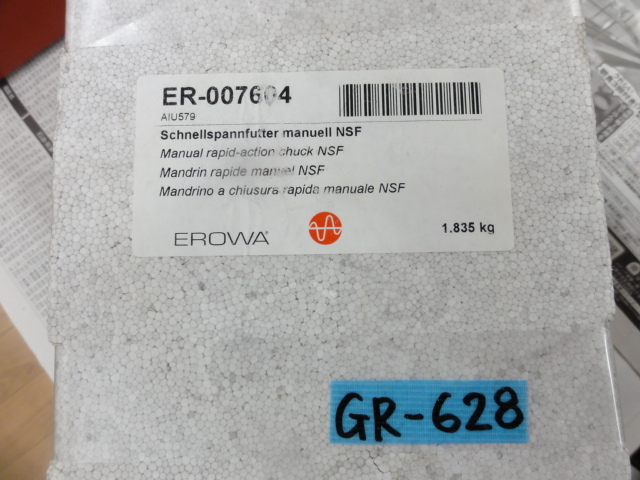 ER-007604
AIU579
Schnellspannfutter manuell NSF
Manual rapid-action chuck NSF
Mandrin rapide manuel NSF
Mandrino a chiusura rapida manuale NSF
EROWA®
1.835 kg
GR-628